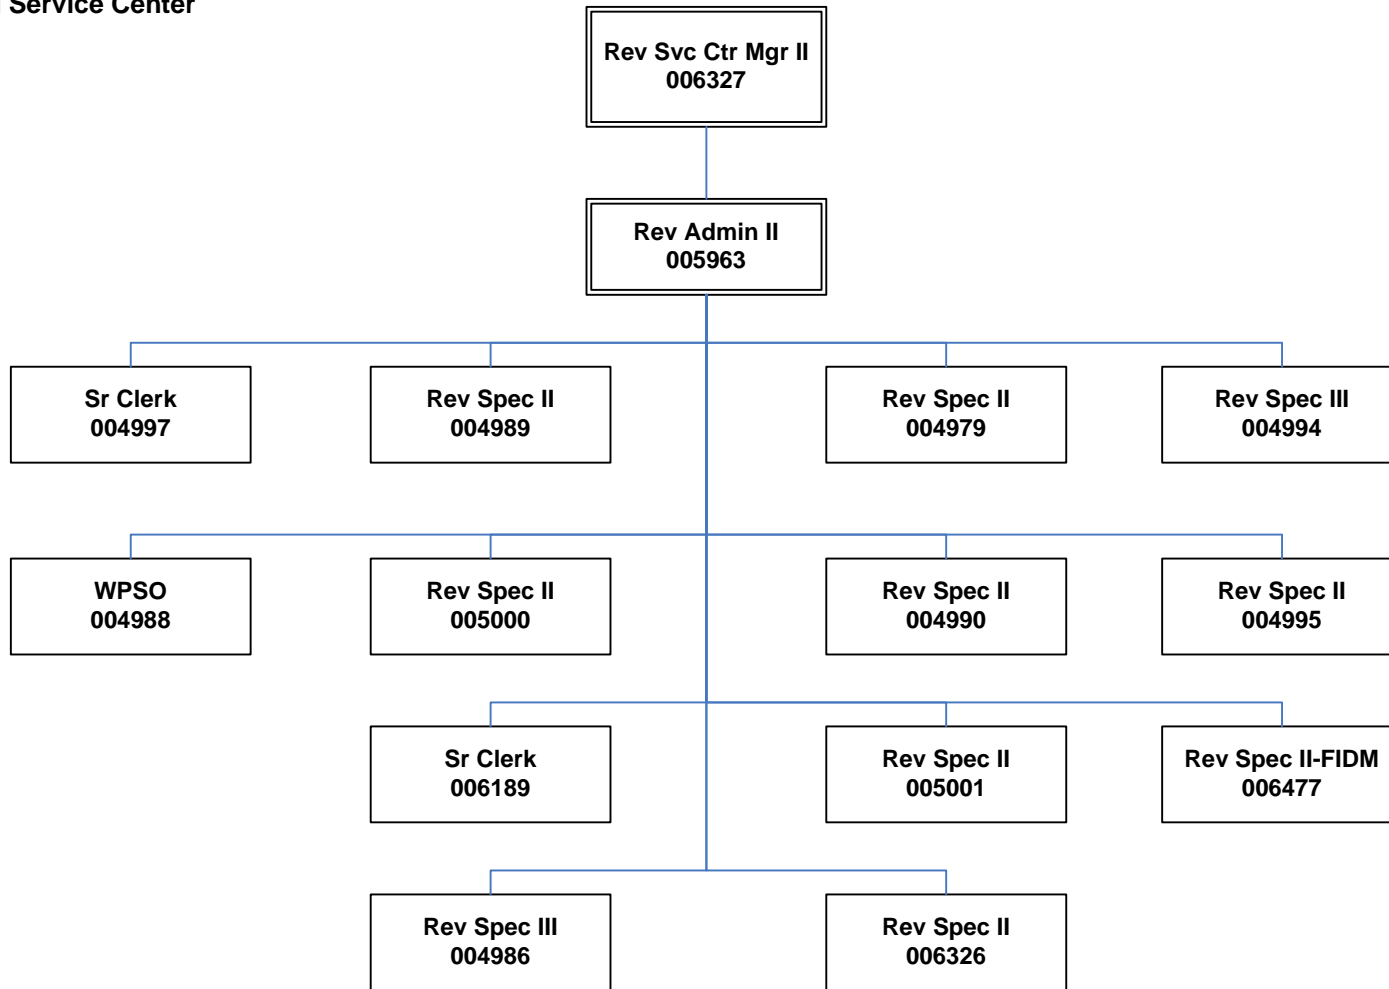 Service Center
Rev Svc Ctr Mgr II
006327
Rev Admin II
005963
Sr Clerk
004997
Rev Spec II
004989
Rev Spec II
004979
Rev Spec III
004994
WPSO
004988
Rev Spec II
005000
Rev Spec II
004990
Rev Spec II
004995
Sr Clerk
006189
Rev Spec II
005001
Rev Spec II-FIDM
006477
Rev Spec III
004986
Rev Spec II
006326